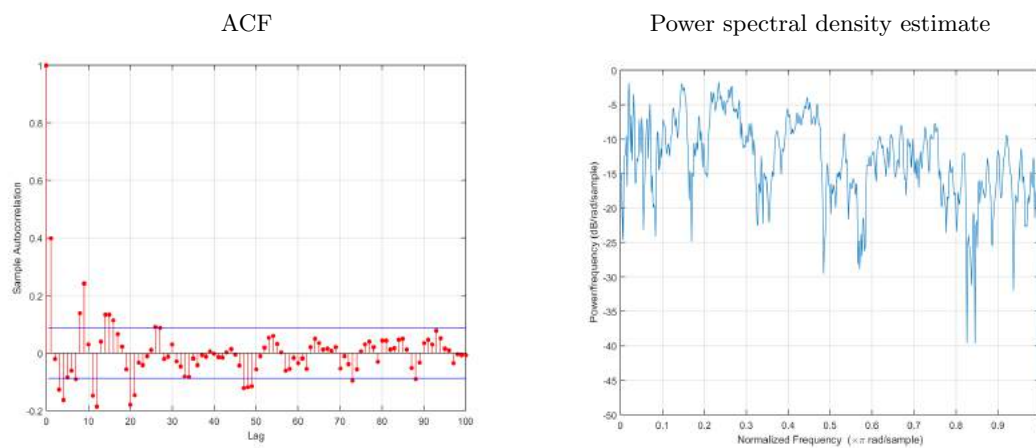 ACF
Power spectral density estimate
1
0.8
0.6
0.4
0.2
0
-0.2
0 10 20 30 40 50 60 70 80 90 100
Sample Autocorrelation
Lag
0
-5
-10
-15
-20
-25
-30
-35
-40
-45
-50
0 0.1 0.2 0.3 0.4 0.5 0.6 0.7 0.8 0.9
Power/frequency (dB/rad/sample)
Normalized Frequency (×π rad/sample)